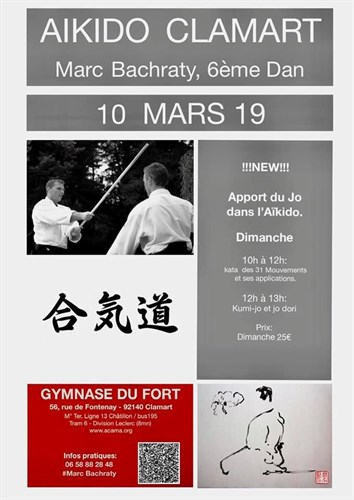 AIKIDO CLAMART
Marc Bachraty, 6ème Dan
10 MARS 19
!!!NEW!!!
Apport du Jo
dans l'Aïkido.
Dimanche
10h à 12h:
kata des 31 Mouvements
et ses applications.
12h à 13h:
Kumi-jo et jo dori
Prix:
Dimanche 25€
合気道
GYMNASE DU FORT
56, rue de Fontenay - 92140 Clamart
M° Ter. Ligne 13 Châtillon / bus195
Tram 6 - Division Leclerc (8mn)
www.acama.org
Infos pratiques:
06 58 88 28 48
#Marc Bachraty